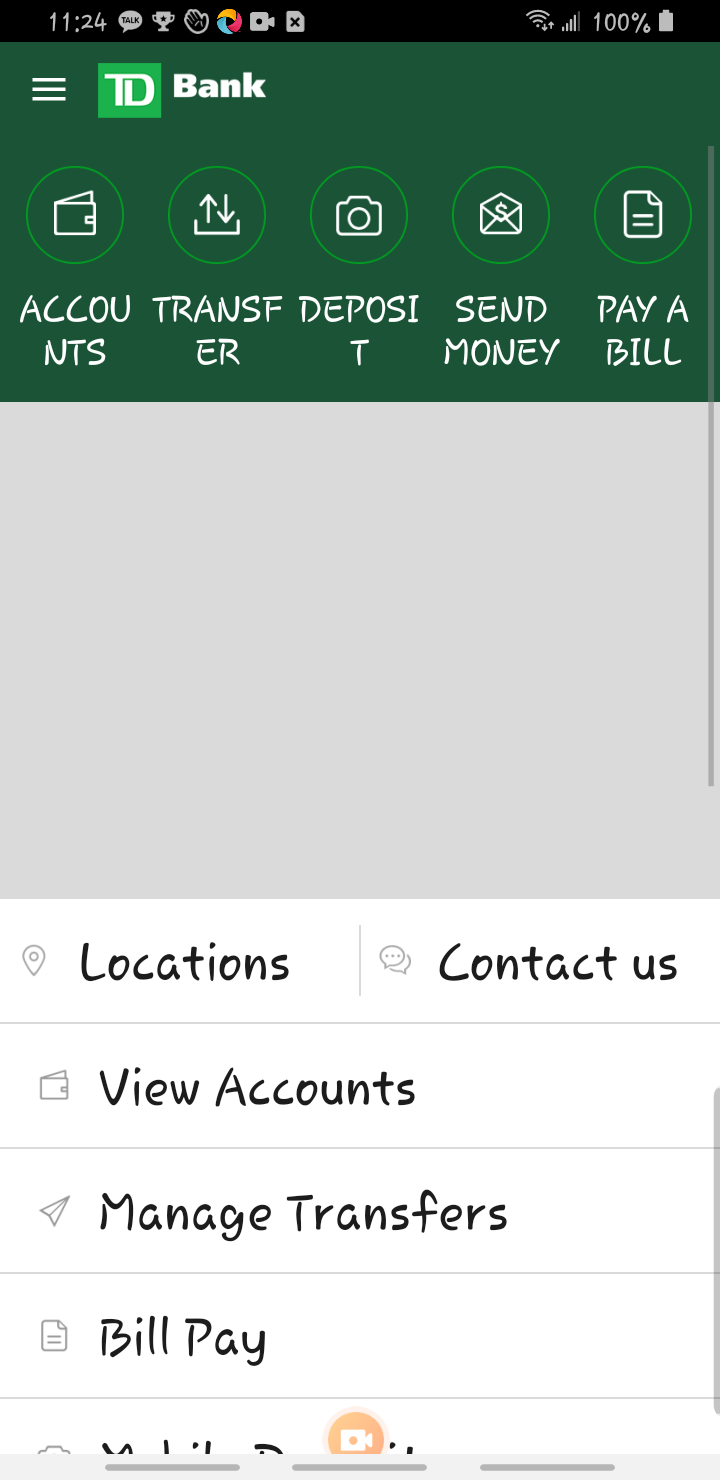 11:24 TALK 100%
TD Bank
ACCOU
NTS
TRANSF
ER
DEPOSI
T
SEND
MONEY
PAY A
BILL
Locations
Contact us
View Accounts
Manage Transfers
Bill Pay